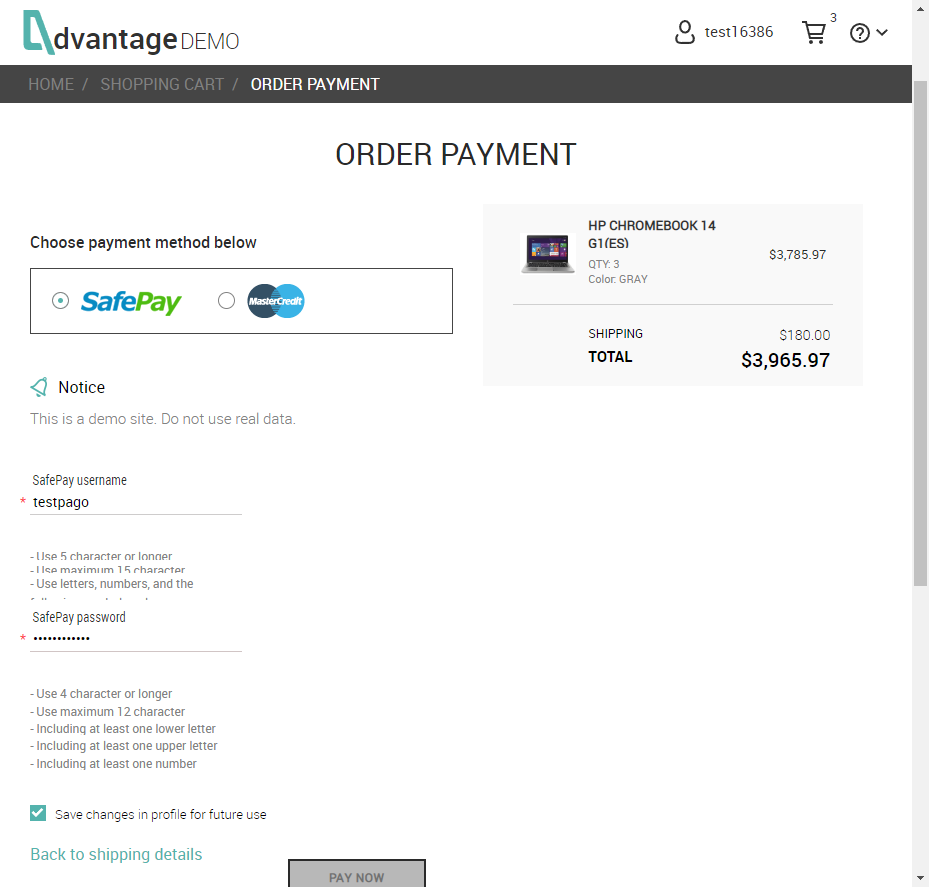 dvantage DEMO
test16386
3
HOME / SHOPPING CART / ORDER PAYMENT
ORDER PAYMENT
Choose payment method below
SafePay
MasterCredit
Notice
This is a demo site. Do not use real data.
HP CHROMEBOOK 14
G1(ES)
QTY: 3
Color: GRAY
$3,785.97
SHIPPING $180.00
TOTAL $3,965.97
SafePay username
* testpago
- Use 5 character or longer
- Use maximum 15 character
- Use letters, numbers, and the
SafePay password
* ••••••••••••
- Use 4 character or longer
- Use maximum 12 character
- Including at least one lower letter
- Including at least one upper letter
- Including at least one number
Save changes in profile for future use
Back to shipping details
PAY NOW